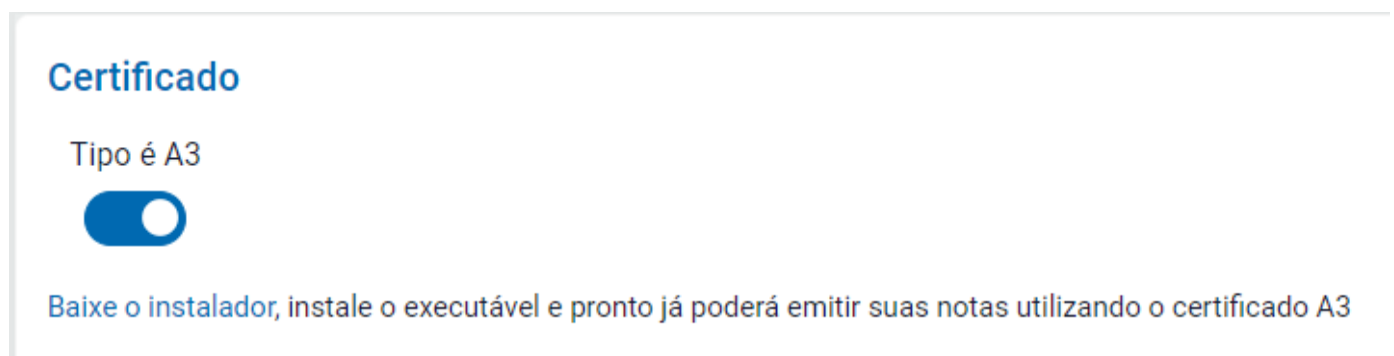 Certificado
Tipo é A3
Baixe o instalador, instale o executável e pronto já poderá emitir suas notas utilizando o certificado A3